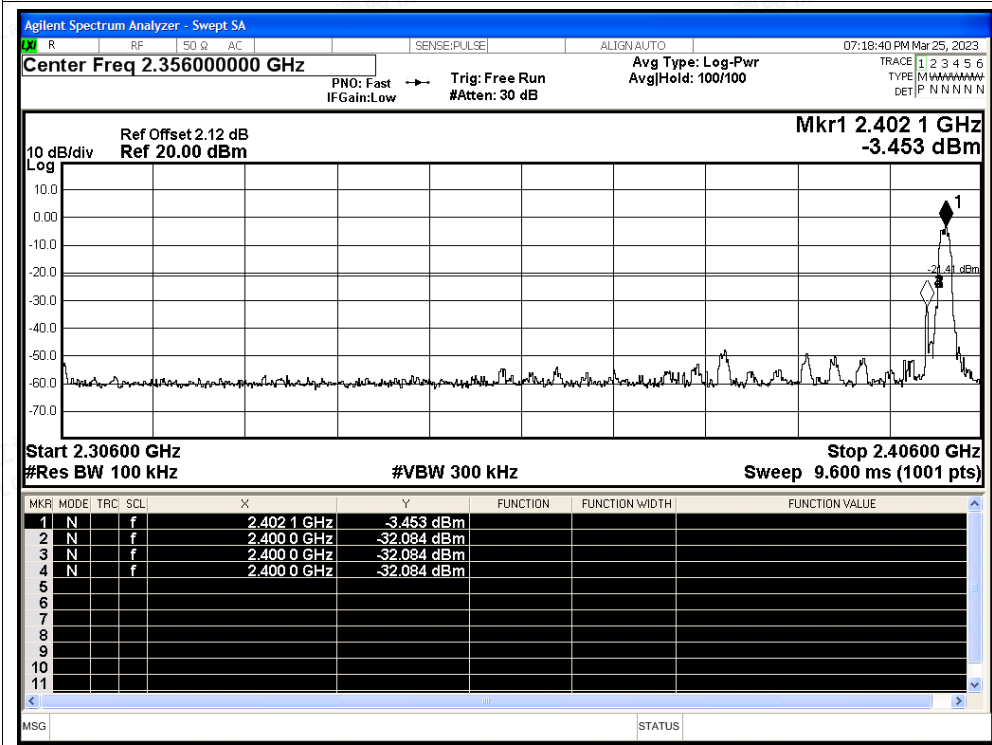 Agilent Spectrum Analyzer - Swept SA
LXI R RF 50 Ω AC SENSE:PULSE ALIGN AUTO 07:18:40 PM Mar 25, 2023
Center Freq 2.356000000 GHz
PNO: Fast
IFGain:Low
Trig: Free Run
#Atten: 30 dB
Avg Type: Log-Pwr
Avg|Hold: 100/100
TRACE 1 2 3 4 5 6
TYPE M
DET P N N N N N
Mkr1 2.402 1 GHz
-3.453 dBm
Ref Offset 2.12 dB
10 dB/div Ref 20.00 dBm
Log
10.0
0.00
-10.0
-20.0
-30.0
-40.0
-50.0
-60.0
-70.0
1
-21.41 dBm
Start 2.30600 GHz Stop 2.40600 GHz
#Res BW 100 kHz #VBW 300 kHz Sweep 9.600 ms (1001 pts)
MKR MODE TRC SCL X Y FUNCTION FUNCTION WIDTH FUNCTION VALUE
1 N f 2.402 1 GHz -3.453 dBm
2 N f 2.400 0 GHz -32.084 dBm
3 N f 2.400 0 GHz -32.084 dBm
4 N f 2.400 0 GHz -32.084 dBm
5
6
7
8
9
10
11
MSG STATUS